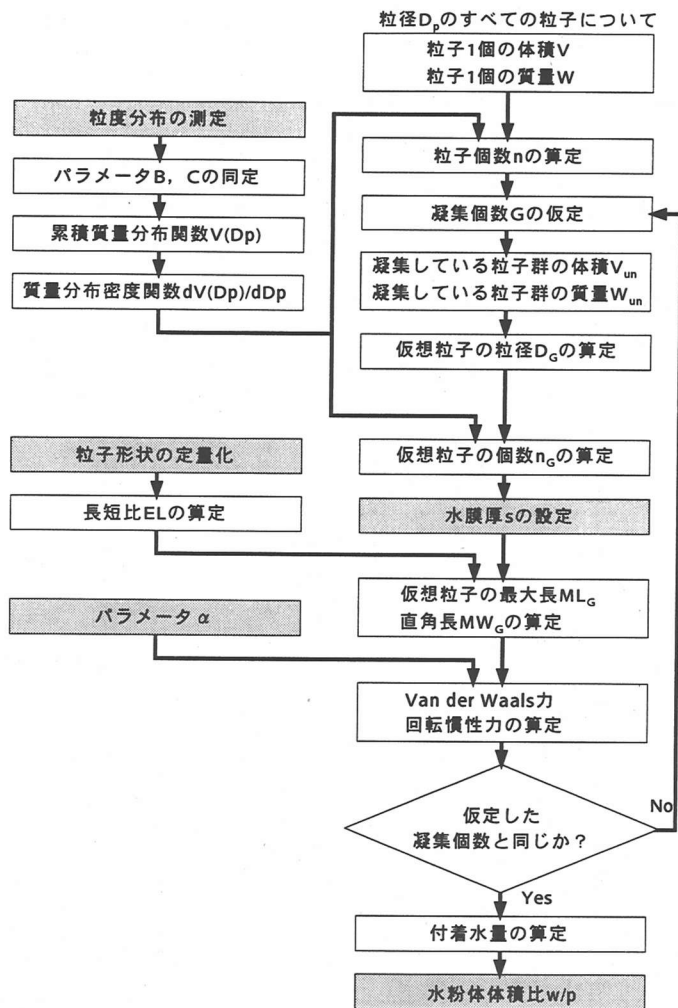 粒径Dpのすべての粒子について
粒子1個の体積V
粒子1個の質量W
粒度分布の測定
パラメータB，Cの同定
累積質量分布関数V(Dp)
質量分布密度関数dV(Dp)/dDp
粒子個数nの算定
凝集個数Gの仮定
凝集している粒子群の体積Vun
凝集している粒子群の質量Wun
仮想粒子の粒径DGの算定
粒子形状の定量化
長短比ELの算定
仮想粒子の個数nGの算定
水膜厚sの設定
パラメータα
仮想粒子の最大長MLG
直角長MWGの算定
Van der Waals力
回転慣性力の算定
仮定した
凝集個数と同じか？
No
Yes
付着水量の算定
水粉体体積比w/p